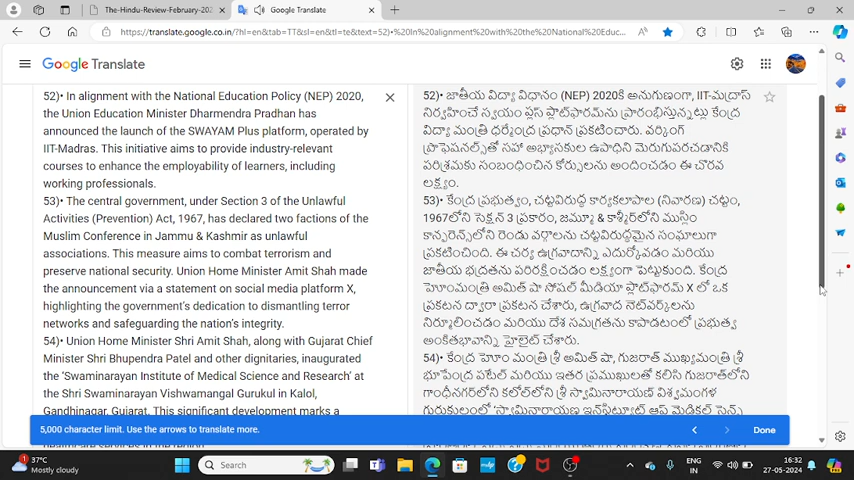 The-Hindu-Review-February-202
Google Translate
https://translate.google.co.in/?hl=en&tab=TT&sl=en&tl=te&text=52)•%20In%20alignment%20with%20the%20National%20Educ...
Google Translate
52)• In alignment with the National Education Policy (NEP) 2020,
the Union Education Minister Dharmendra Pradhan has
announced the launch of the SWAYAM Plus platform, operated by
IIT-Madras. This initiative aims to provide industry-relevant
courses to enhance the employability of learners, including
working professionals.
53)• The central government, under Section 3 of the Unlawful
Activities (Prevention) Act, 1967, has declared two factions of the
Muslim Conference in Jammu & Kashmir as unlawful
associations. This measure aims to combat terrorism and
preserve national security. Union Home Minister Amit Shah made
the announcement via a statement on social media platform X,
highlighting the government's dedication to dismantling terror
networks and safeguarding the nation's integrity.
54)• Union Home Minister Shri Amit Shah, along with Gujarat Chief
Minister Shri Bhupendra Patel and other dignitaries, inaugurated
the 'Swaminarayan Institute of Medical Science and Research' at
the Shri Swaminarayan Vishwamangal Gurukul in Kalol,
Gandhinagar, Gujarat. This significant development marks a
52)• జాతీయ విద్యా విధానం (NEP) 2020కి అనుగుణంగా, IIT-మద్రాస్
నిర్వహించే స్వయం ప్లస్ ప్లాట్‌ఫారమ్‌ను ప్రారంభిస్తున్నట్లు కేంద్ర
విద్యా మంత్రి ధర్మేంద్ర ప్రధాన్ ప్రకటించారు. వర్కింగ్
ప్రొఫెషనల్స్‌తో సహా అభ్యాసకుల ఉపాధిని మెరుగుపరచడానికి
పరిశ్రమకు సంబంధించిన కోర్సులను అందించడం ఈ చొరవ
లక్ష్యం.
53)• కేంద్ర ప్రభుత్వం, చట్టవిరుద్ధ కార్యకలాపాల (నివారణ) చట్టం,
1967లోని సెక్షన్ 3 ప్రకారం, జమ్మూ & కాశ్మీర్‌లోని ముస్లిం
కాన్ఫరెన్స్‌లోని రెండు వర్గాలను చట్టవిరుద్ధమైన సంఘాలుగా
ప్రకటించింది. ఈ చర్య ఉగ్రవాదాన్ని ఎదుర్కోవడం మరియు
జాతీయ భద్రతను పరిరక్షించడం లక్ష్యంగా పెట్టుకుంది. కేంద్ర
హోంమంత్రి అమిత్ షా సోషల్ మీడియా ప్లాట్‌ఫారమ్ X లో ఒక
ప్రకటన ద్వారా ప్రకటన చేశారు, ఉగ్రవాద నెట్‌వర్క్‌లను
నిర్మూలించడం మరియు దేశ సమగ్రతను కాపాడటంలో ప్రభుత్వ
అంకితభావాన్ని హైలైట్ చేశారు.
54)• కేంద్ర హోం మంత్రి శ్రీ అమిత్ షా, గుజరాత్ ముఖ్యమంత్రి శ్రీ
భూపేంద్ర పటేల్ మరియు ఇతర ప్రముఖులతో కలిసి గుజరాత్‌లోని
గాంధీనగర్‌లోని కలోల్‌లోని శ్రీ స్వామినారాయణ విశ్వమంగళ
గురుకులంలో 'స్వామినారాయణ ఇన్‌స్టిట్యూట్ ఆఫ్ మెడికల్ సైన్స్
5,000 character limit. Use the arrows to translate more.
Done
37°C
Mostly cloudy
Search
ENG
IN
16:32
27-05-2024